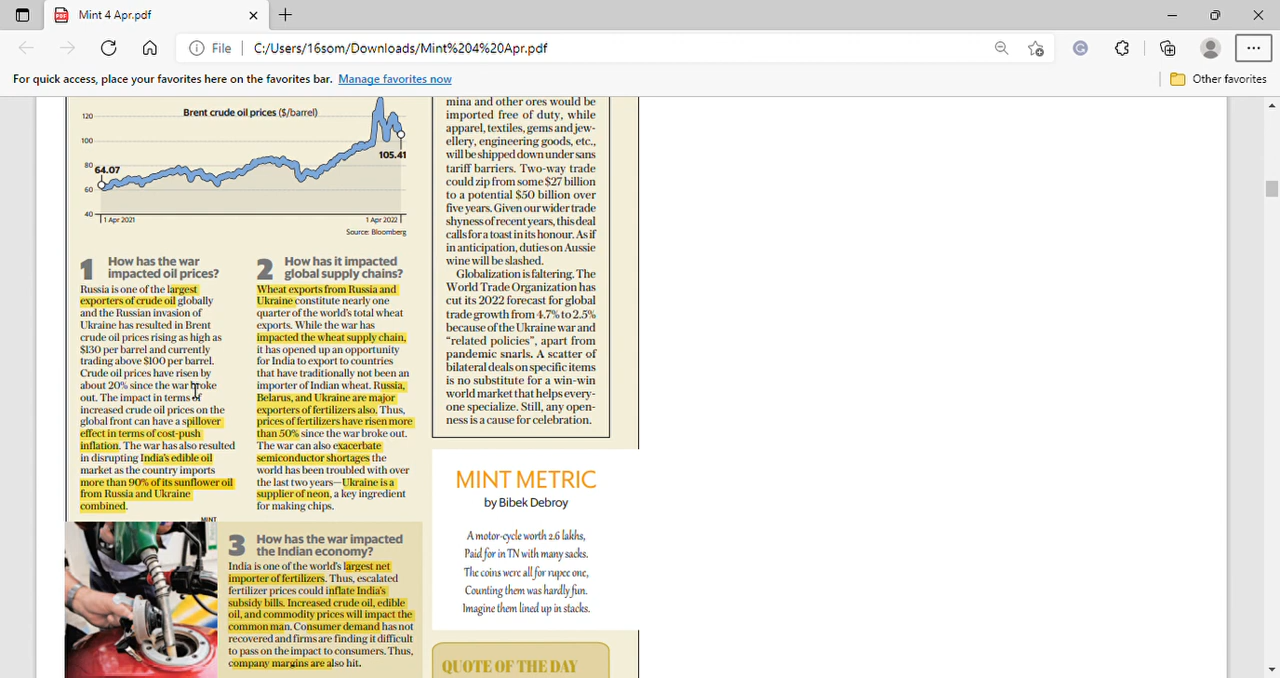 Mint 4 Apr.pdf
File
C:/Users/16som/Downloads/Mint%204%20Apr.pdf
For quick access, place your favorites here on the favorites bar. Manage favorites now
Other favorites
Brent crude oil prices ($/barrel)
120
100
80
60
40
64.07
105.41
1 Apr 2021
1 Apr 2022
Source: Bloomberg
1 How has the war
impacted oil prices?
Russia is one of the largest
exporters of crude oil globally
and the Russian invasion of
Ukraine has resulted in Brent
crude oil prices rising as high as
$130 per barrel and currently
trading above $100 per barrel.
Crude oil prices have risen by
about 20% since the war broke
out. The impact in terms of
increased crude oil prices on the
global front can have a spillover
effect in terms of cost-push
inflation. The war has also resulted
in disrupting India's edible oil
market as the country imports
more than 90% of its sunflower oil
from Russia and Ukraine
combined.
MINT
2 How has it impacted
global supply chains?
Wheat exports from Russia and
Ukraine constitute nearly one
quarter of the world's total wheat
exports. While the war has
impacted the wheat supply chain,
it has opened up an opportunity
for India to export to countries
that have traditionally not been an
importer of Indian wheat. Russia,
Belarus, and Ukraine are major
exporters of fertilizers also. Thus,
prices of fertilizers have risen more
than 50% since the war broke out.
The war can also exacerbate
semiconductor shortages the
world has been troubled with over
the last two years—Ukraine is a
supplier of neon, a key ingredient
for making chips.
3 How has the war impacted
the Indian economy?
India is one of the world's largest net
importer of fertilizers. Thus, escalated
fertilizer prices could inflate India's
subsidy bills. Increased crude oil, edible
oil, and commodity prices will impact the
common man. Consumer demand has not
recovered and firms are finding it difficult
to pass on the impact to consumers. Thus,
company margins are also hit.
mina and other ores would be
imported free of duty, while
apparel, textiles, gems and jew-
ellery, engineering goods, etc.,
will be shipped down under sans
tariff barriers. Two-way trade
could zip from some $27 billion
to a potential $50 billion over
five years. Given our wider trade
shyness of recent years, this deal
calls for a toast in its honour. As if
in anticipation, duties on Aussie
wine will be slashed.
Globalization is faltering. The
World Trade Organization has
cut its 2022 forecast for global
trade growth from 4.7% to 2.5%
because of the Ukraine war and
“related policies”, apart from
pandemic snarls. A scatter of
bilateral deals on specific items
is no substitute for a win-win
world market that helps every-
one specialize. Still, any open-
ness is a cause for celebration.
MINT METRIC
by Bibek Debroy
A motor-cycle worth 2.6 lakhs,
Paid for in TN with many sacks.
The coins were all for rupee one,
Counting them was hardly fun.
Imagine them lined up in stacks.
QUOTE OF THE DAY